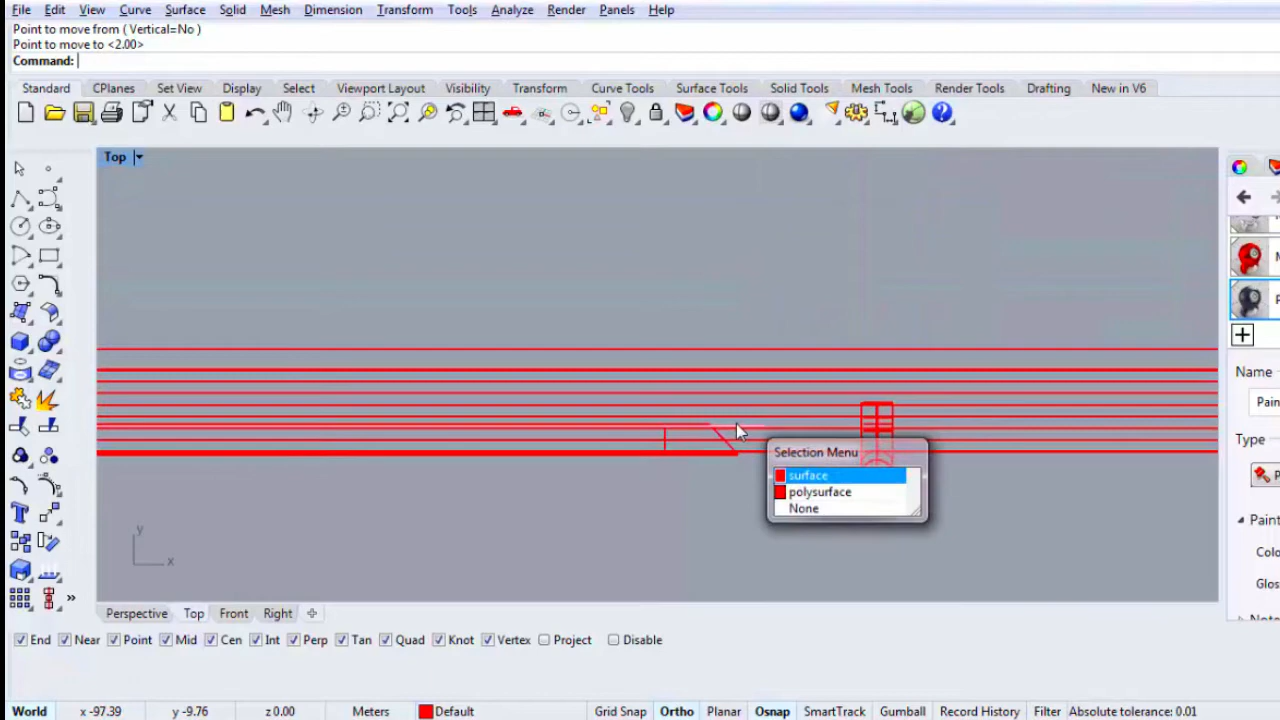 File Edit View Curve Surface Solid Mesh Dimension Transform Tools Analyze Render Panels Help
Point to move from ( Vertical=No )
Point to move to <2.00>
Command:
Standard CPlanes Set View Display Select Viewport Layout Visibility Transform Curve Tools Surface Tools Solid Tools Mesh Tools Render Tools Drafting New in V6
Top
Name
Type
Selection Menu
surface
polysurface
None
y
x
Perspective Top Front Right
End Near Point Mid Cen Int Perp Tan Quad Knot Vertex Project Disable
World x -97.39 y -9.76 z 0.00 Meters Default Grid Snap Ortho Planar Osnap SmartTrack Gumball Record History Filter Absolute tolerance: 0.01